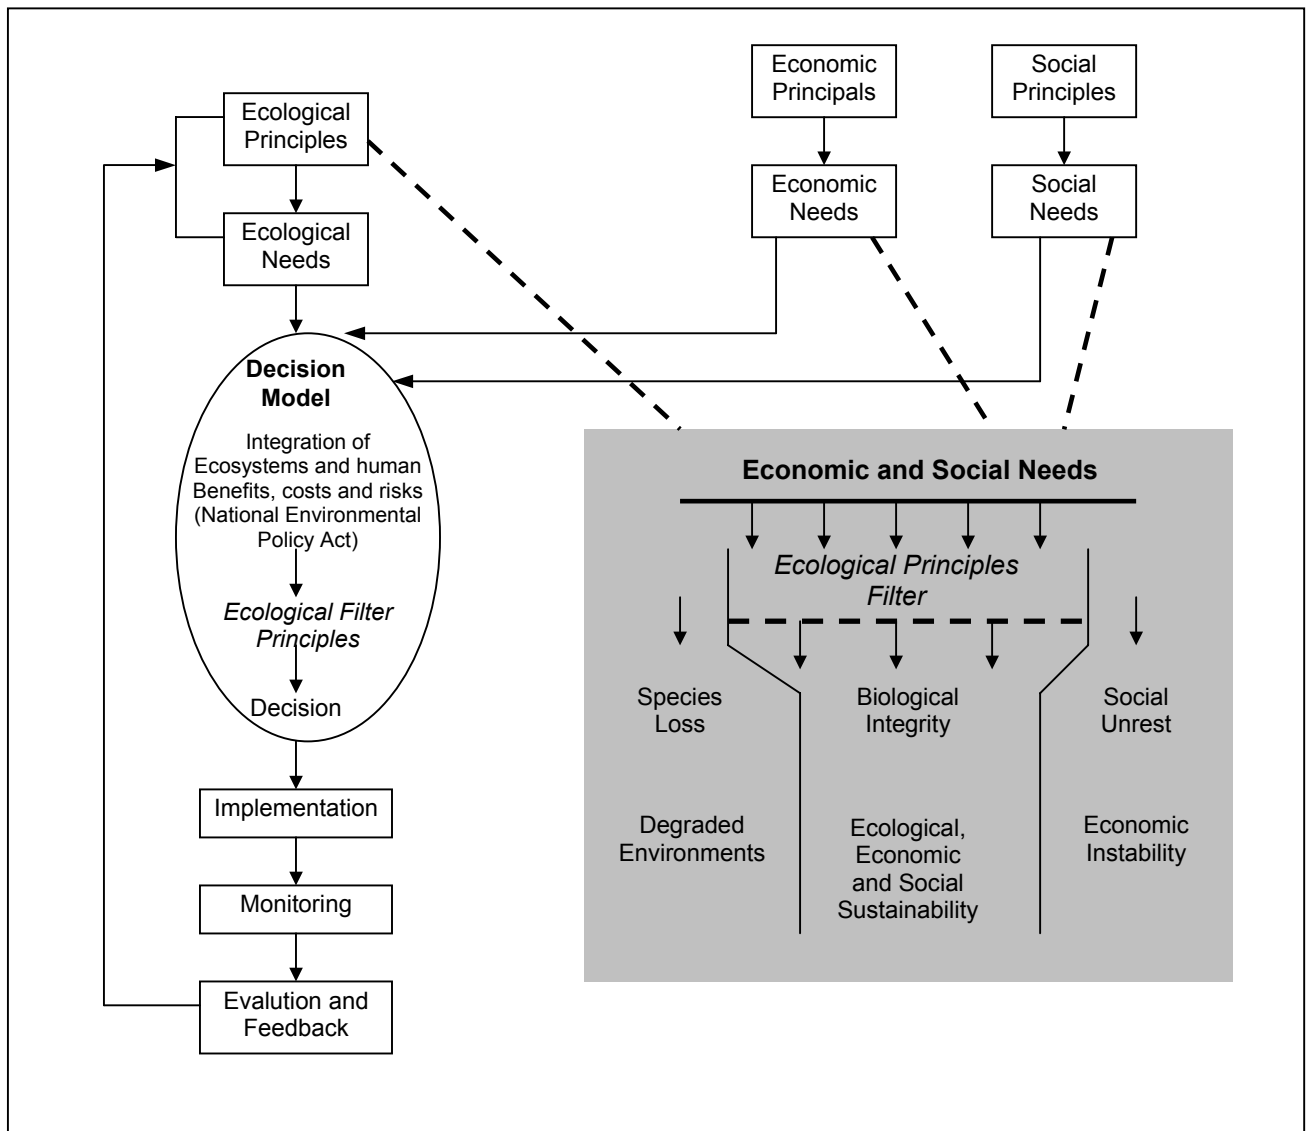 Economic
Principals
Social
Principles
Ecological
Principles
Economic
Needs
Social
Needs
Ecological
Needs
Decision
Model
Integration of
Ecosystems and human
Benefits, costs and risks
(National Environmental
Policy Act)
Ecological Filter
Principles
Decision
Implementation
Monitoring
Evalution and
Feedback
Economic and Social Needs
Ecological Principles
Filter
Species
Loss
Biological
Integrity
Social
Unrest
Degraded
Environments
Ecological,
Economic
and Social
Sustainability
Economic
Instability